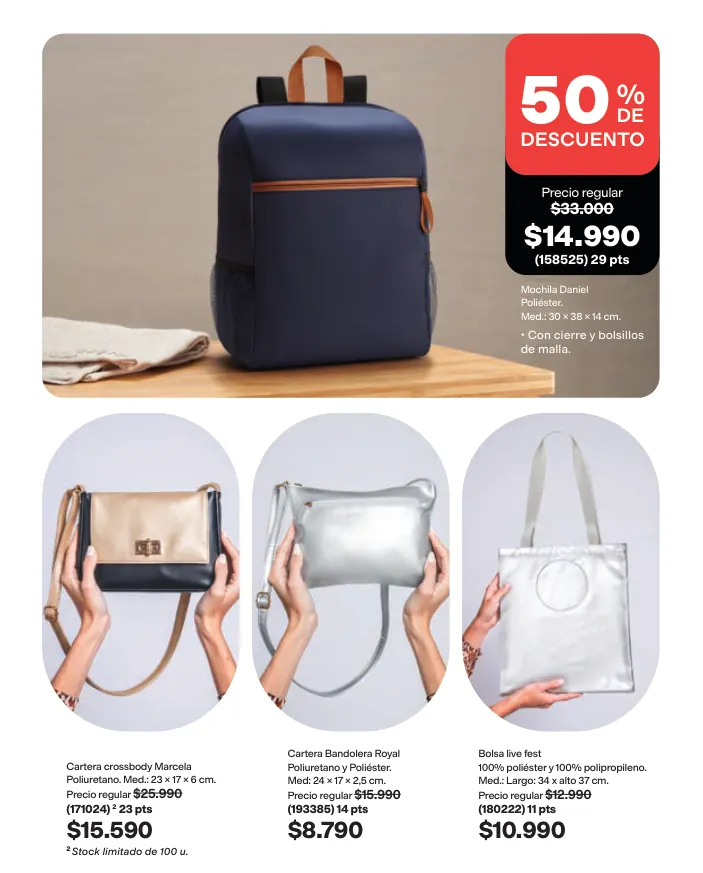 50 %
DE
DESCUENTO
Precio regular
$33.000
$14.990
(158525) 29 pts
Mochila Daniel
Poliéster.
Med.: 30 × 38 × 14 cm.
• Con cierre y bolsillos
de malla.
Cartera crossbody Marcela
Poliuretano. Med.: 23 × 17 × 6 cm.
Precio regular $25.990
(171024) ² 23 pts
$15.590
² Stock limitado de 100 u.
Cartera Bandolera Royal
Poliuretano y Poliéster.
Med: 24 × 17 × 2,5 cm.
Precio regular $15.990
(193385) 14 pts
$8.790
Bolsa live fest
100% poliéster y 100% polipropileno.
Med.: Largo: 34 x alto 37 cm.
Precio regular $12.990
(180222) 11 pts
$10.990